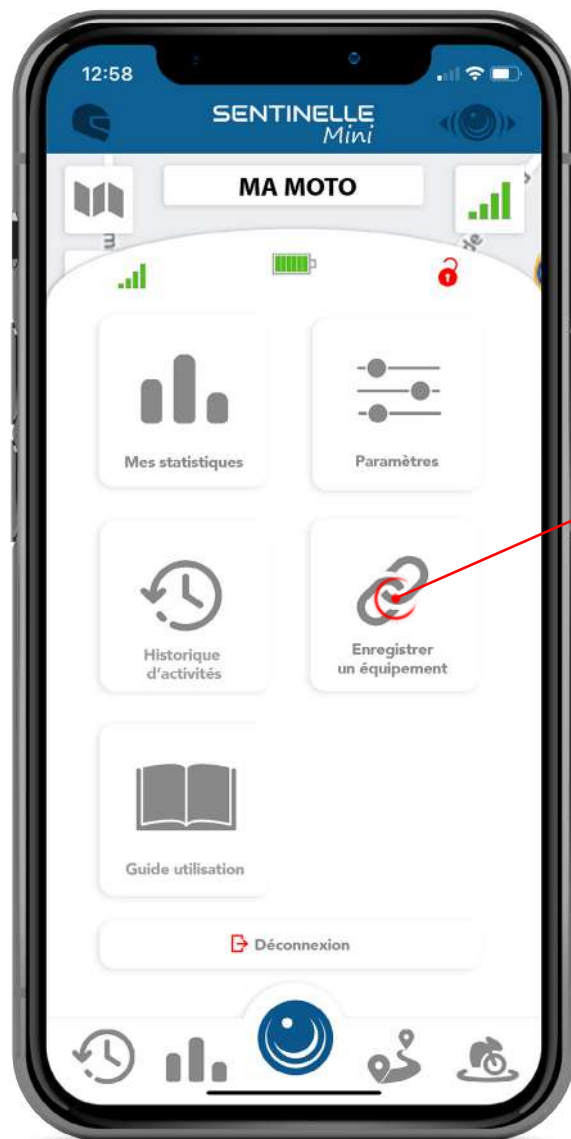 12:58
SENTINELLE
Mini
MA MOTO
Mes statistiques
Paramètres
Historique
d'activités
Enregistrer
un équipement
Guide utilisation
Déconnexion